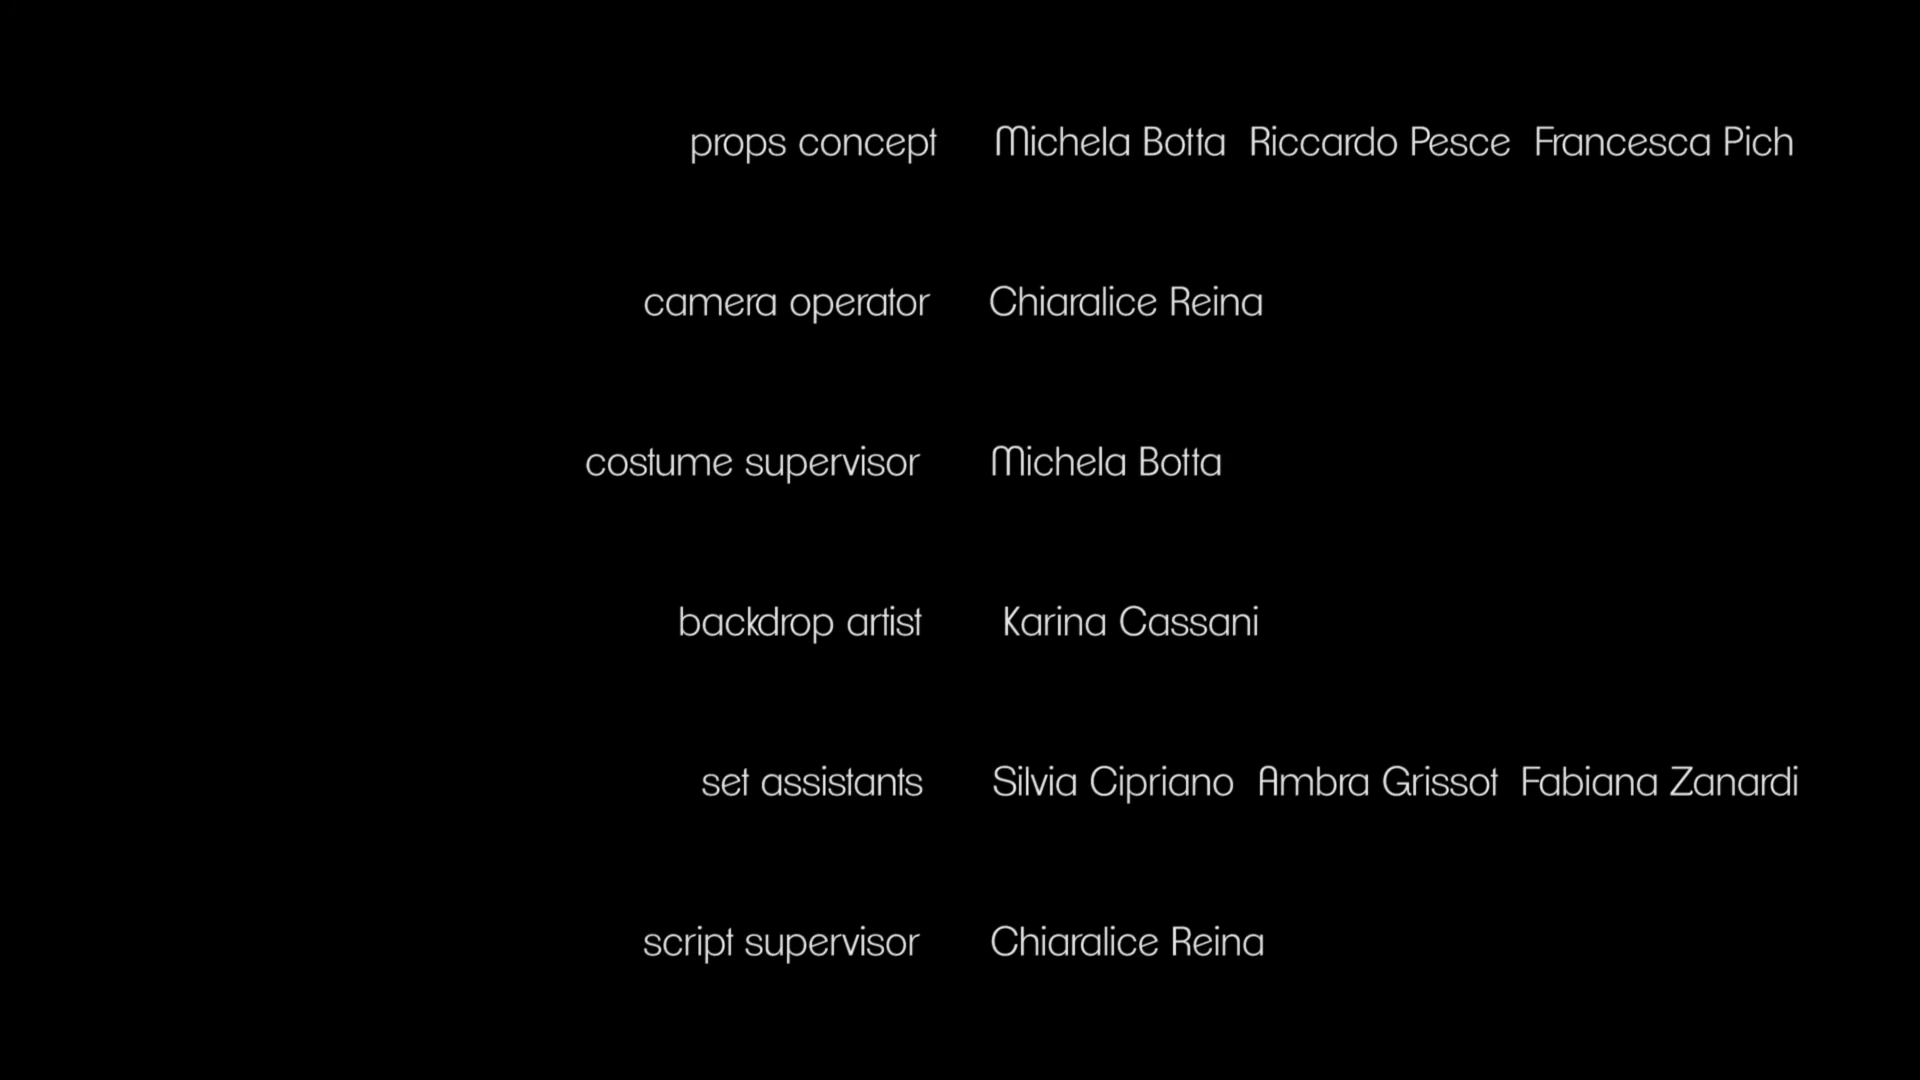 props concept Michela Botta Riccardo Pesce Francesca Pich
camera operator Chiaralice Reina
costume supervisor Michela Botta
backdrop artist Karina Cassani
set assistants Silvia Cipriano Ambra Grissot Fabiana Zanardi
script supervisor Chiaralice Reina